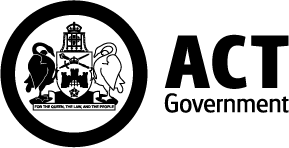 ACT
Government
FOR THE QUEEN, THE LAW, AND THE PEOPLE